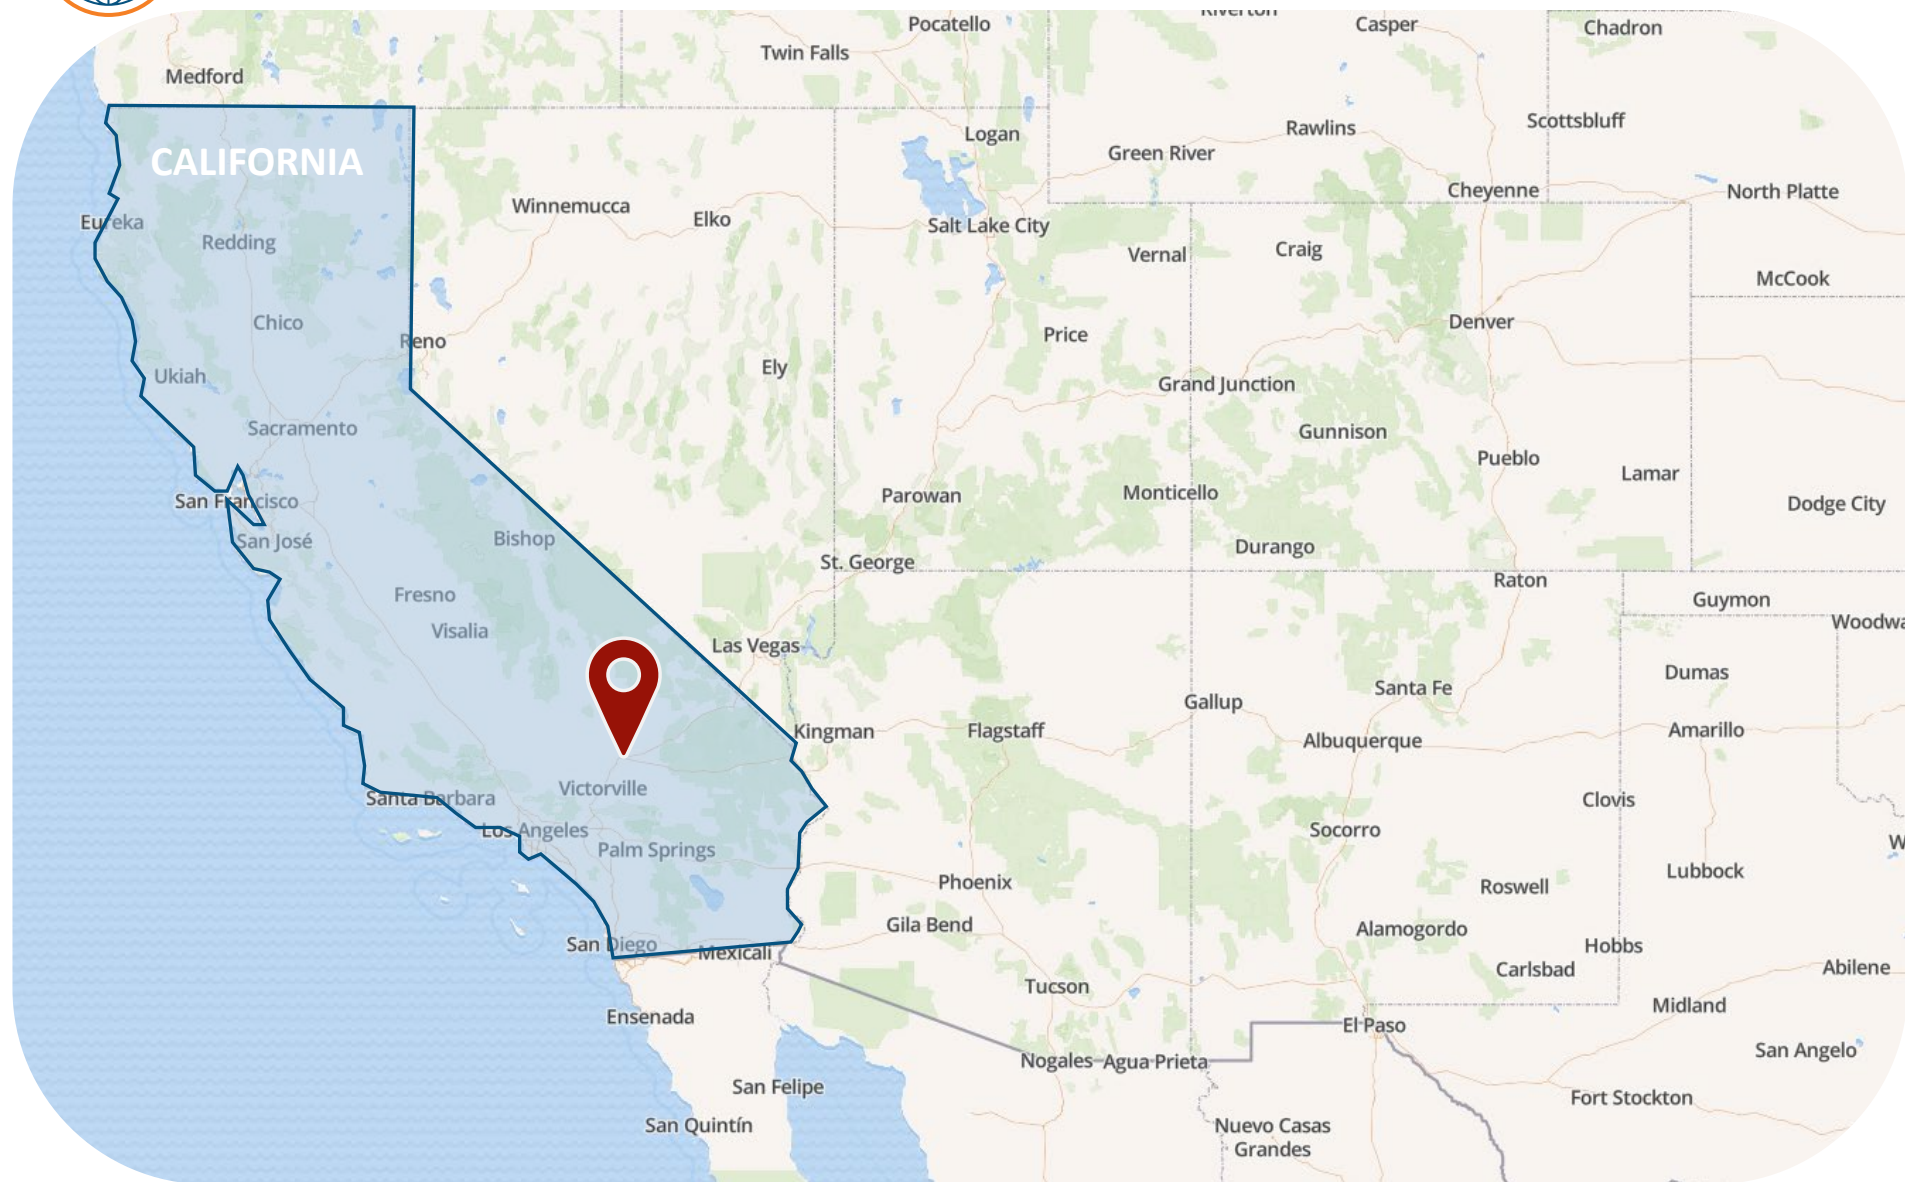 Riverton
Pocatello
Casper
Chadron
Twin Falls
Medford
Logan
Rawlins
Scottsbluff
Green River
CALIFORNIA
Cheyenne
North Platte
Winnemucca
Elko
Eureka
Salt Lake City
Redding
Vernal
Craig
McCook
Chico
Denver
Reno
Price
Ely
Ukiah
Grand Junction
Sacramento
Gunnison
Pueblo
Lamar
San Francisco
Parowan
Monticello
Dodge City
San José
Bishop
Durango
St. George
Raton
Fresno
Guymon
Woodwa
Visalia
Las Vegas
Dumas
Santa Fe
Gallup
Kingman
Flagstaff
Amarillo
Albuquerque
Victorville
Santa Barbara
Clovis
Los Angeles
Socorro
W
Palm Springs
Lubbock
Phoenix
Roswell
Gila Bend
Alamogordo
San Diego
Hobbs
Mexicali
Carlsbad
Abilene
Tucson
Midland
Ensenada
El Paso
San Angelo
Nogales
Agua Prieta
San Felipe
Fort Stockton
San Quintín
Nuevo Casas
Grandes